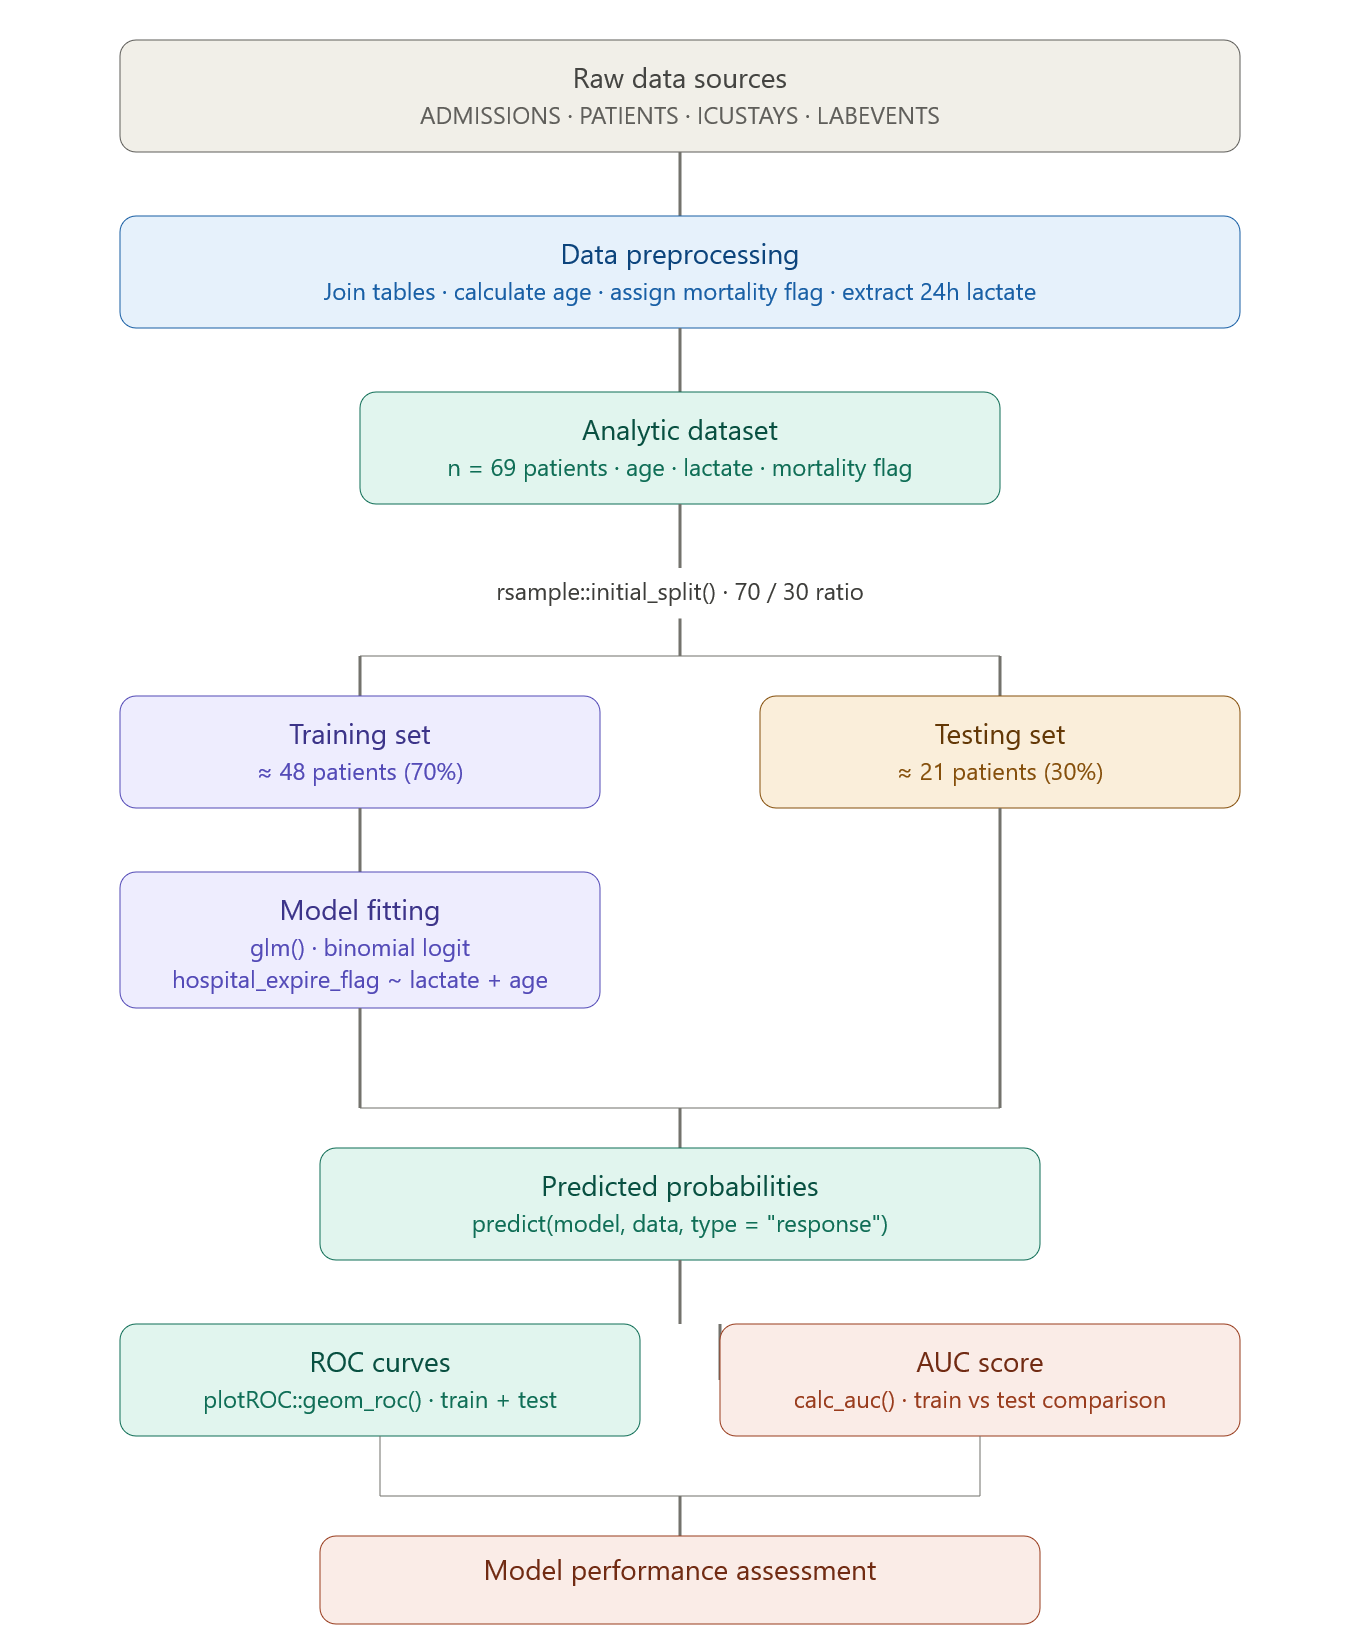 Raw data sources
ADMISSIONS · PATIENTS · ICUSTAYS · LABEVENTS
Data preprocessing
Join tables · calculate age · assign mortality flag · extract 24h lactate
Analytic dataset
n = 69 patients · age · lactate · mortality flag
rsample::initial_split() · 70 / 30 ratio
Training set
≈ 48 patients (70%)
Testing set
≈ 21 patients (30%)
Model fitting
glm() · binomial logit
hospital_expire_flag ~ lactate + age
Predicted probabilities
predict(model, data, type = "response")
ROC curves
plotROC::geom_roc() · train + test
AUC score
calc_auc() · train vs test comparison
Model performance assessment